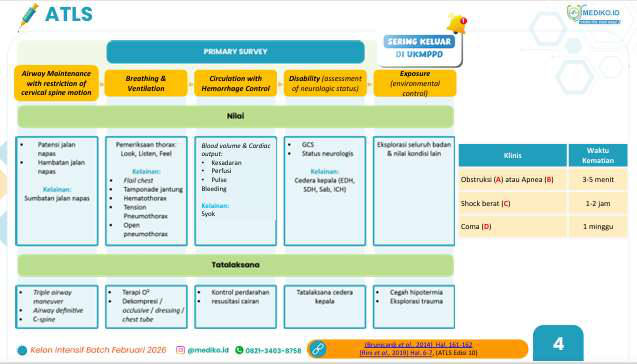 ATLS
MEDIKO.ID
PRIMARY SURVEY
SERING KELUAR
DI UKMPPD
Airway Maintenance
with restriction of
cervical spine motion
Breathing &
Ventilation
Circulation with
Hemorrhage Control
Disability (assessment
of neurologic status)
Exposure
(environmental
control)
Nilai
• Patensi jalan
napas
• Hambatan jalan
napas
Kelainan:
Sumbatan jalan napas
Pemeriksaan thorax:
Look, Listen, Feel
Kelainan:
• Flail chest
• Tamponade jantung
• Hematothorax
• Tension
Pneumothorax
• Open
pneumothorax
Blood volume & Cardiac
output:
• Kesadaran
• Perfusi
• Pulse
Bleeding
Kelainan:
Syok
• GCS
• Status neurologis
Kelainan:
Cedera kepala (EDH,
SDH, Sab, ICH)
Eksplorasi seluruh badan
& nilai kondisi lain
Klinis
Waktu
Kematian
Obstruksi (A) atau Apnea (B)
3-5 menit
Shock berat (C)
1-2 jam
Coma (D)
1 minggu
Tatalaksana
• Triple airway
maneuver
• Airway definitive
• C-spine
• Terapi O²
• Dekompresi /
occlusive / dressing /
chest tube
• Kontrol perdarahan
• resusitasi cairan
Tatalaksana cedera
kepala
• Cegah hipotermia
• Eksplorasi trauma
Kelan Intensif Batch Februari 2026
@mediko.id
0821-3403-8758
(Brunicardi et al., 2014) Hal. 161-162
(Rini et al., 2019) Hal. 6-7, (ATLS Edisi 10)
4